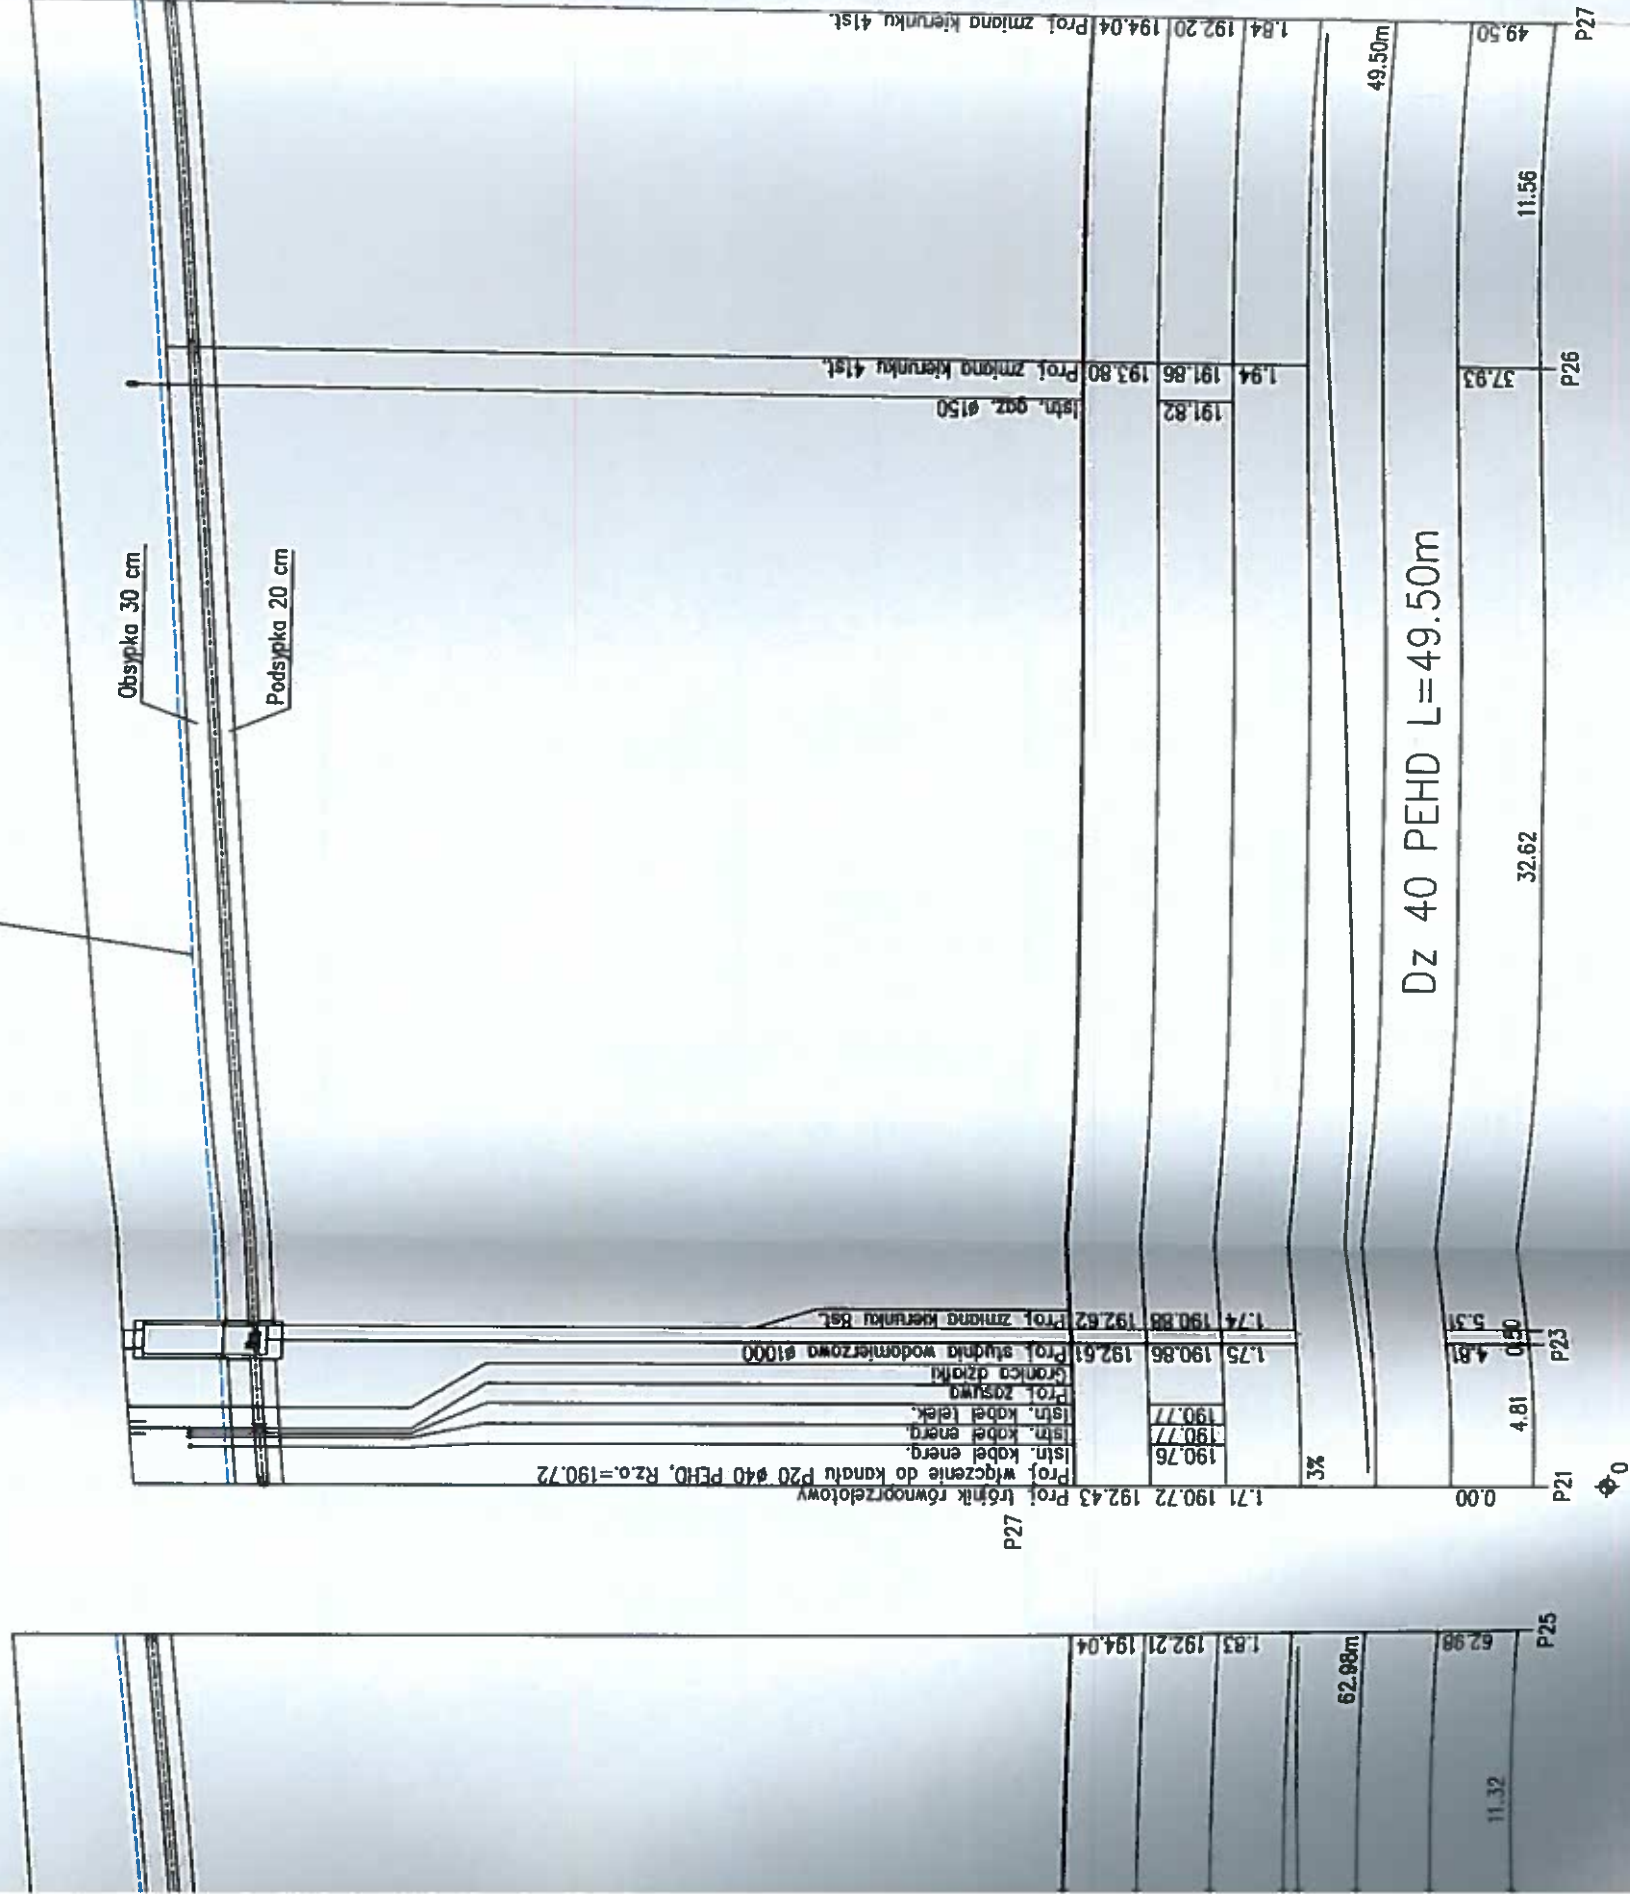 Obsypka 30 cm
Podsypka 20 cm
Proj. zmiana kierunku 41st.
194.04
192.20
1.84
49.50m
49.50
P27
11.56
Istn. gaz. ø150
191.82
Proj. zmiana kierunku 41st.
193.80
191.86
1.94
37.93
P26
Dz 40 PEHD L=49.50m
32.62
Proj. zmiana kierunku 8st.
192.62
190.88
1.74
5.31
0.50
Proj. studnia wodomierzowa ø1000
192.61
190.86
1.75
4.81
P23
Granica działki
Proj. zasuwa
Istn. kabel telek.
190.77
Istn. kabel energ.
190.77
Istn. kabel energ.
190.76
4.81
Proj. włączenie do kanału P20 ø40 PEHD, Rz.o.=190.72
Proj. trójnik równoprzelotowy
192.43
190.72
1.71
3%
0.00
P21
0
P27
194.04
192.21
1.83
62.98m
62.98
P25
11.32